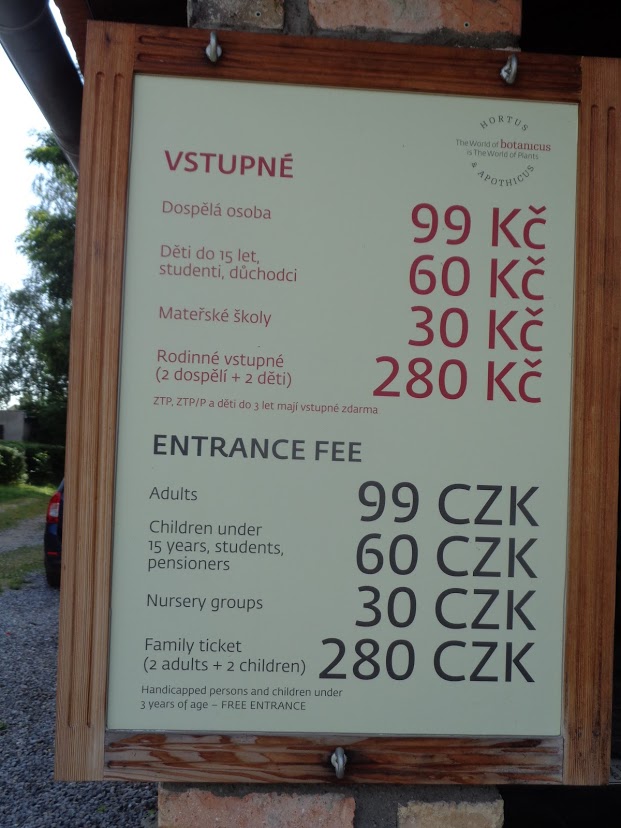 HORTUS
The World of botanicus
is The World of Plants
& APOTHICUS
VSTUPNÉ
Dospělá osoba 99 Kč
Děti do 15 let,
studenti, důchodci 60 Kč
Mateřské školy 30 Kč
Rodinné vstupné
(2 dospělí + 2 děti) 280 Kč
ZTP, ZTP/P a děti do 3 let mají vstupné zdarma
ENTRANCE FEE
Adults 99 CZK
Children under
15 years, students, 60 CZK
pensioners
Nursery groups 30 CZK
Family ticket
(2 adults + 2 children) 280 CZK
Handicapped persons and children under
3 years of age – FREE ENTRANCE